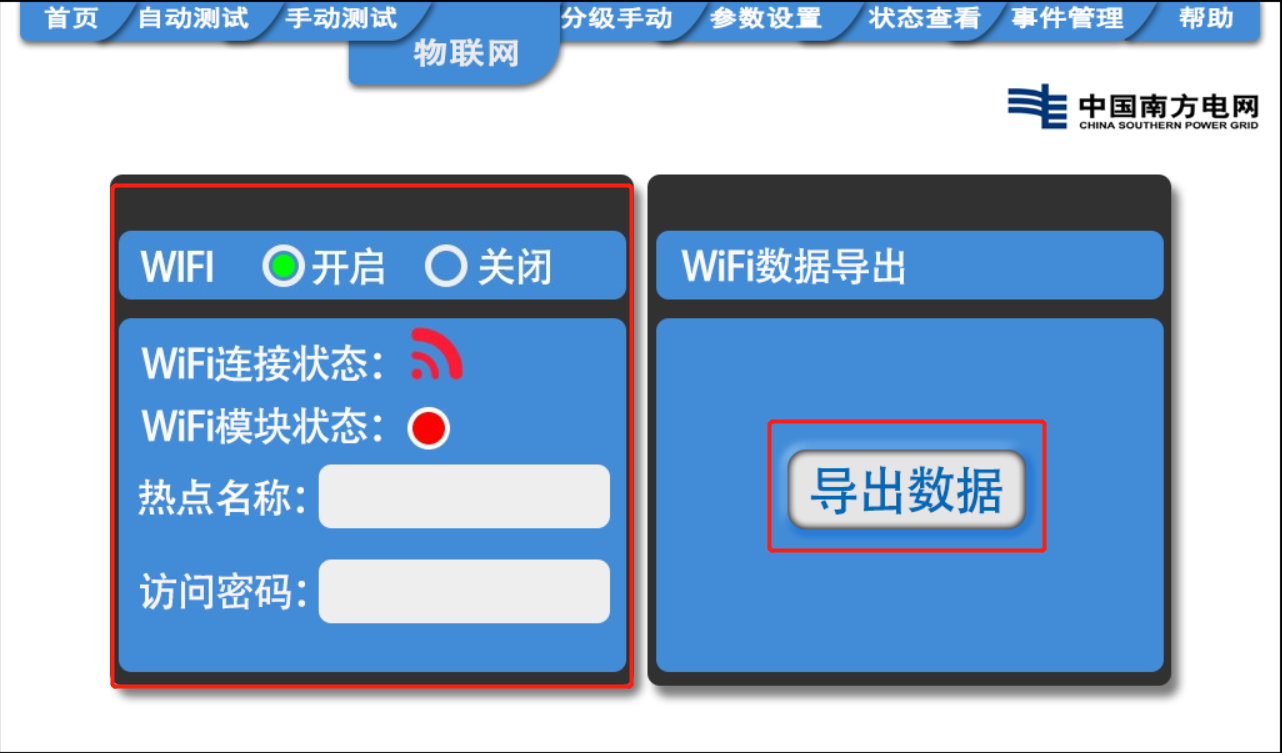 首页 自动测试 手动测试 物联网 分级手动 参数设置 状态查看 事件管理 帮助
中国南方电网
CHINA SOUTHERN POWER GRID
WIFI 开启 关闭
WiFi连接状态：
WiFi模块状态：
热点名称：
访问密码：
WiFi数据导出
导出数据